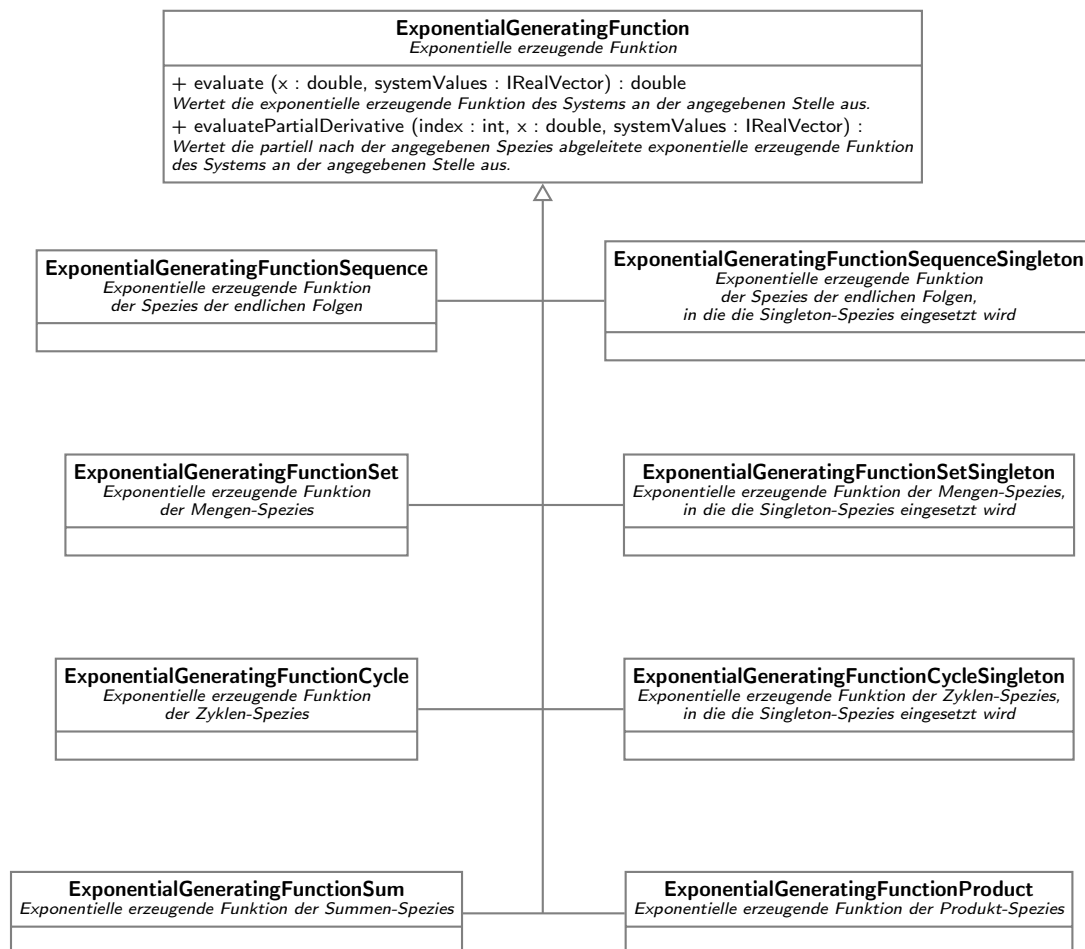 ExponentialGeneratingFunction
Exponentielle erzeugende Funktion
+ evaluate (x : double, systemValues : IRealVector) : double
Wertet die exponentielle erzeugende Funktion des Systems an der angegebenen Stelle aus.
+ evaluatePartialDerivative (index : int, x : double, systemValues : IRealVector) :
Wertet die partiell nach der angegebenen Spezies abgeleitete exponentielle erzeugende Funktion
des Systems an der angegebenen Stelle aus.
ExponentialGeneratingFunctionSequence
Exponentielle erzeugende Funktion
der Spezies der endlichen Folgen
ExponentialGeneratingFunctionSequenceSingleton
Exponentielle erzeugende Funktion
der Spezies der endlichen Folgen,
in die die Singleton-Spezies eingesetzt wird
ExponentialGeneratingFunctionSet
Exponentielle erzeugende Funktion
der Mengen-Spezies
ExponentialGeneratingFunctionSetSingleton
Exponentielle erzeugende Funktion der Mengen-Spezies,
in die die Singleton-Spezies eingesetzt wird
ExponentialGeneratingFunctionCycle
Exponentielle erzeugende Funktion
der Zyklen-Spezies
ExponentialGeneratingFunctionCycleSingleton
Exponentielle erzeugende Funktion der Zyklen-Spezies,
in die die Singleton-Spezies eingesetzt wird
ExponentialGeneratingFunctionSum
Exponentielle erzeugende Funktion der Summen-Spezies
ExponentialGeneratingFunctionProduct
Exponentielle erzeugende Funktion der Produkt-Spezies